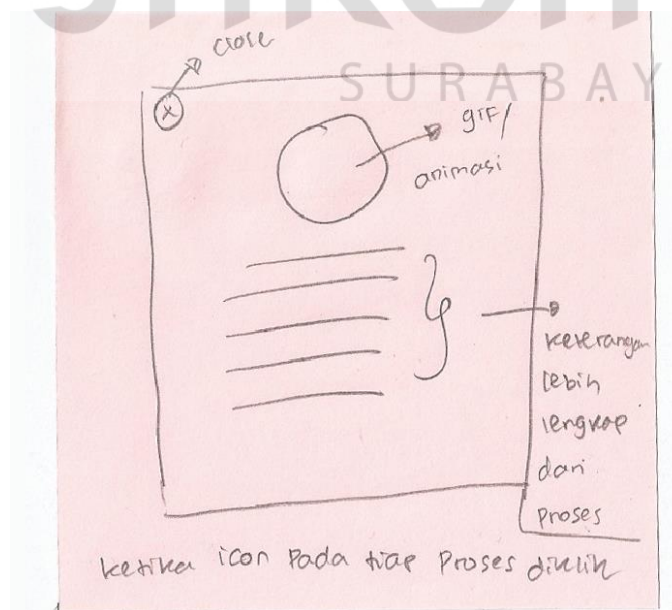 SURABAY
close
X
gif/
animasi
keterangan
lebih
lengkap
dari
proses
ketika icon pada tiap proses diklik